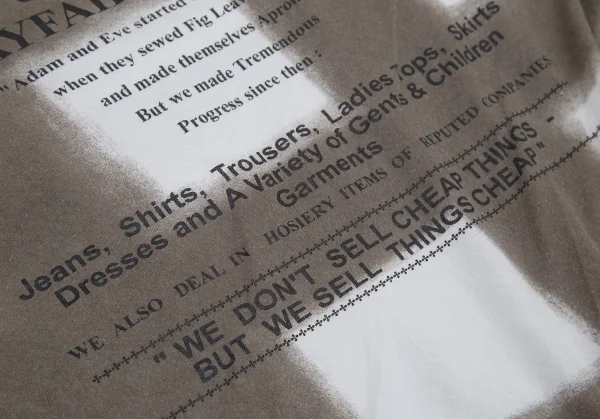 "Adam and Eve started
when they sewed Fig Lea
and made themselves Apron
But we made Tremendous
Progress since then :
Jeans, Shirts, Trousers, Ladies Tops, Skirts
Dresses and A Variety of Gents & Children
Garments
WE ALSO DEAL IN HOSIERY ITEMS OF REPUTED COMPANIES
" WE DON'T SELL CHEAP THINGS -
BUT WE SELL THINGS CHEAP"